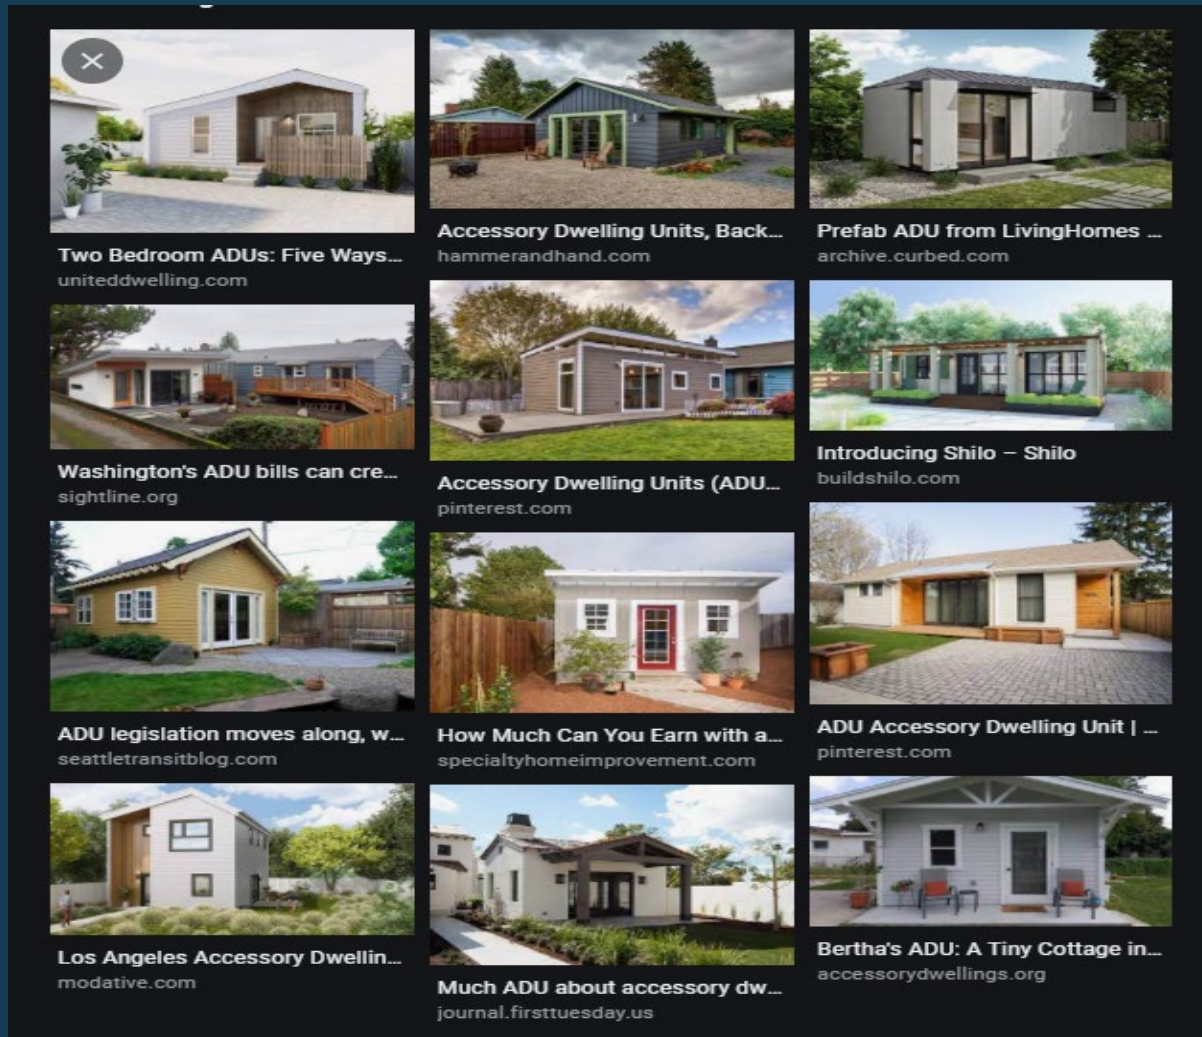 Two Bedroom ADUs: Five Ways...
uniteddwelling.com
Washington's ADU bills can cre...
sightline.org
ADU legislation moves along, w...
seattletransitblog.com
Los Angeles Accessory Dwellin...
modative.com
Accessory Dwelling Units, Back...
hammerandhand.com
Accessory Dwelling Units (ADU...
pinterest.com
How Much Can You Earn with a...
specialtyhomeimprovement.com
Much ADU about accessory dw...
journal.firsttuesday.us
Prefab ADU from LivingHomes ...
archive.curbed.com
Introducing Shilo – Shilo
buildshilo.com
ADU Accessory Dwelling Unit | ...
pinterest.com
Bertha's ADU: A Tiny Cottage in...
accessorydwellings.org